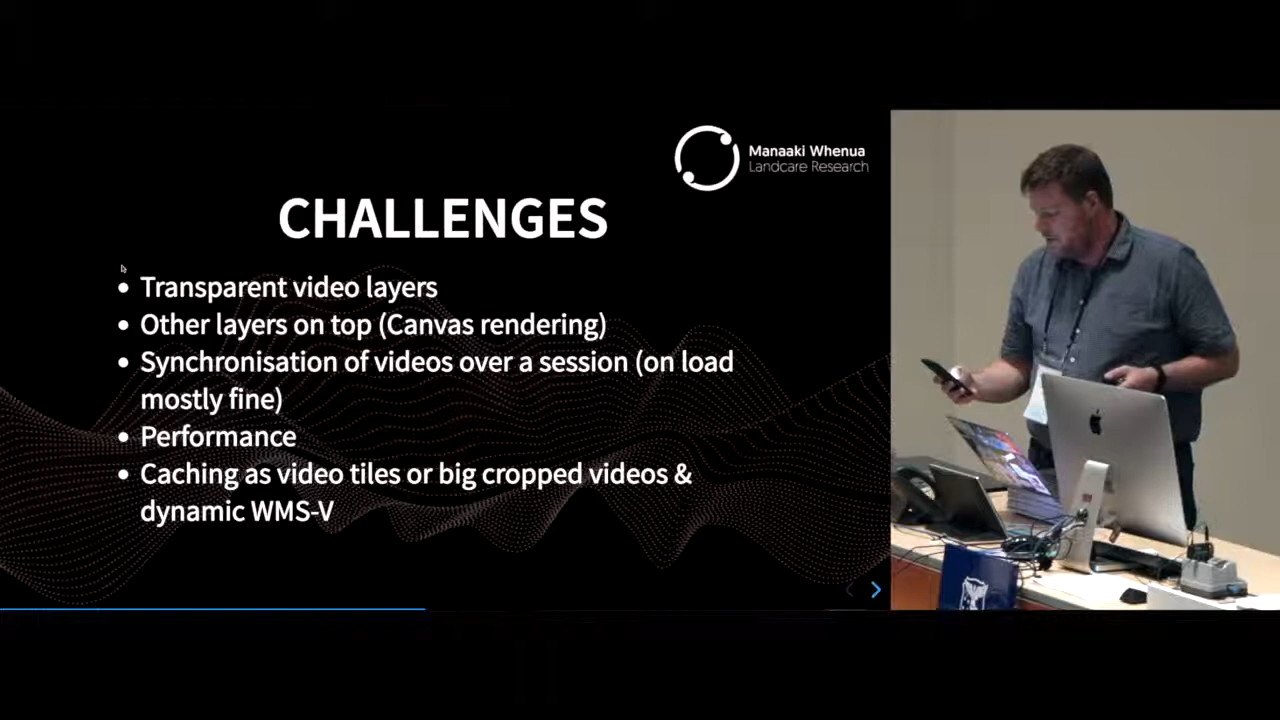 Manaaki Whenua
Landcare Research
CHALLENGES
Transparent video layers
Other layers on top (Canvas rendering)
Synchronisation of videos over a session (on load
mostly fine)
Performance
Caching as video tiles or big cropped videos &
dynamic WMS-V